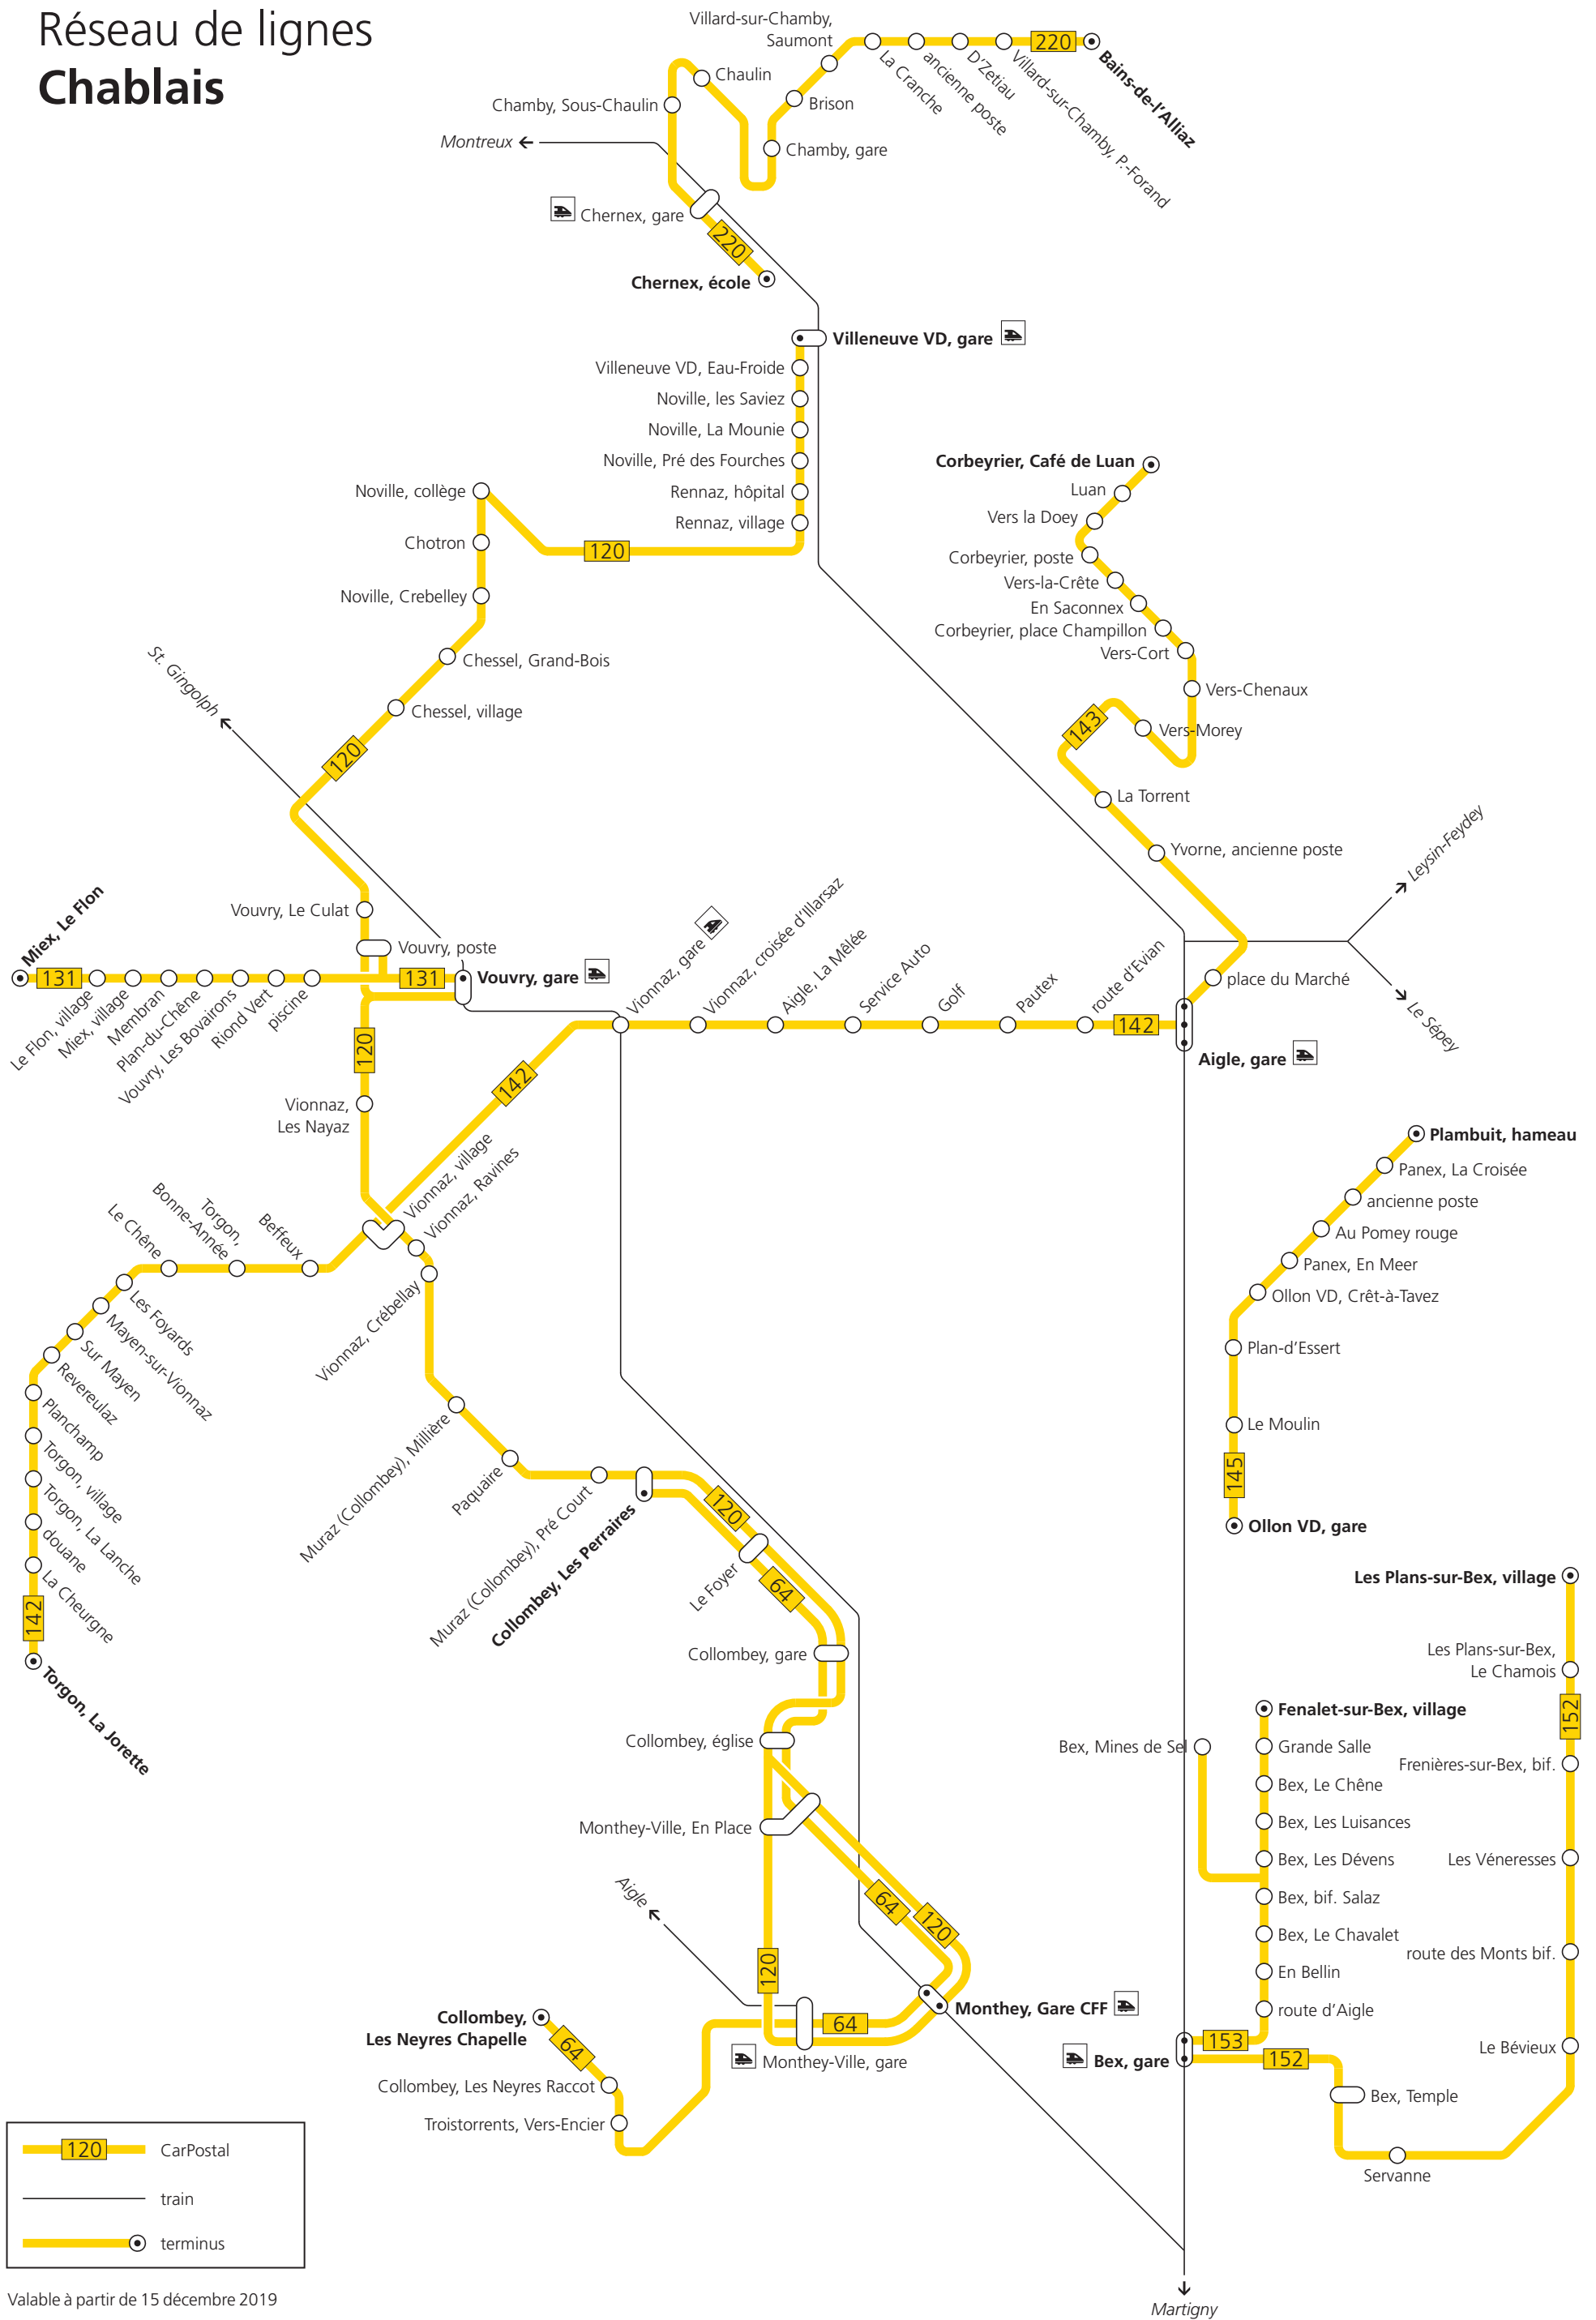 Réseau de lignes
Chablais
Villard-sur-Chamby,
Saumont
220
Bains-de-l'Alliaz
La Cranche
ancienne poste
D'Zetiau
Villard-sur-Chamby, P.-Forand
Chaulin
Chamby, Sous-Chaulin
Brison
Montreux
Chamby, gare
Chernex, gare
220
Chernex, école
Villeneuve VD, gare
Villeneuve VD, Eau-Froide
Noville, les Saviez
Noville, La Mounie
Noville, Pré des Fourches
Rennaz, hôpital
Rennaz, village
120
Noville, collège
Chotron
Noville, Crebelley
Chessel, Grand-Bois
Chessel, village
120
St. Gingolph
Corbeyrier, Café de Luan
Luan
Vers la Doey
Corbeyrier, poste
Vers-la-Crête
En Saconnex
Corbeyrier, place Champillon
Vers-Cort
Vers-Chenaux
Vers-Morey
143
La Torrent
Yvorne, ancienne poste
Leysin-Feydey
Le Sépey
place du Marché
Aigle, gare
Vouvry, Le Culat
Vouvry, poste
Vouvry, gare
Miex, Le Flon
131
131
Le Flon, village
Miex, village
Membran
Plan-du-Chêne
Vouvry, Les Bovairons
Riond Vert
piscine
Vionnaz, gare
Vionnaz, croisée d'Illarsaz
Aigle, La Mêlée
Service Auto
Golf
Pautex
route d'Evian
142
120
142
Vionnaz,
Les Nayaz
Vionnaz, village
Vionnaz, Ravines
Vionnaz, Crébellay
Beffeux
Torgon,
Bonne-Année
Le Chêne
Les Foyards
Mayen-sur-Vionnaz
Sur Mayen
Revereulaz
Planchamp
Torgon, village
Torgon, La Lanche
douane
La Cheurgne
142
Torgon, La Jorette
Muraz (Collombey), Millière
Paquaire
Muraz (Collombey), Pré Court
Collombey, Les Perraires
120
Le Foyer
64
Collombey, gare
Collombey, église
Monthey-Ville, En Place
64
120
120
Aigle
Monthey, Gare CFF
64
Monthey-Ville, gare
Collombey,
Les Neyres Chapelle
64
Collombey, Les Neyres Raccot
Troistorrents, Vers-Encier
Plambuit, hameau
Panex, La Croisée
ancienne poste
Au Pomey rouge
Panex, En Meer
Ollon VD, Crêt-à-Tavez
Plan-d'Essert
Le Moulin
145
Ollon VD, gare
Les Plans-sur-Bex, village
Les Plans-sur-Bex,
Le Chamois
152
Frenières-sur-Bex, bif.
Les Véneresses
route des Monts bif.
Le Bévieux
Fenalet-sur-Bex, village
Bex, Mines de Sel
Grande Salle
Bex, Le Chêne
Bex, Les Luisances
Bex, Les Dévens
Bex, bif. Salaz
Bex, Le Chavalet
En Bellin
route d'Aigle
153
Bex, gare
152
Bex, Temple
Servanne
Martigny
120
CarPostal
train
terminus
Valable à partir de 15 décembre 2019